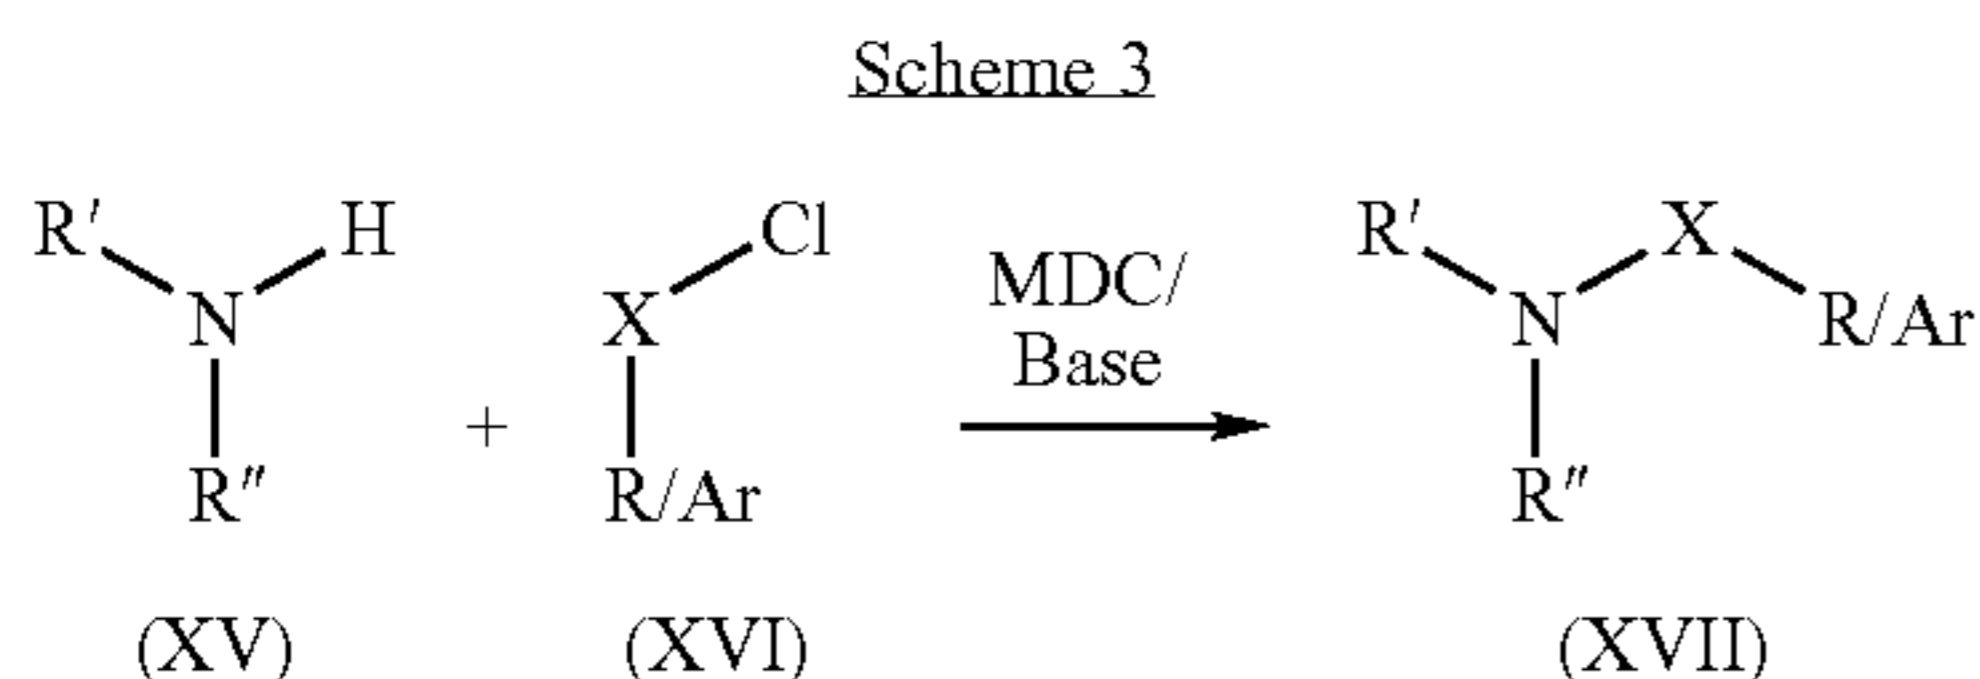 Scheme 3
R′ H
N
R″
(XV)
+
Cl
X
R/Ar
(XVI)
MDC/
Base
R′ X
N R/Ar
R″
(XVII)